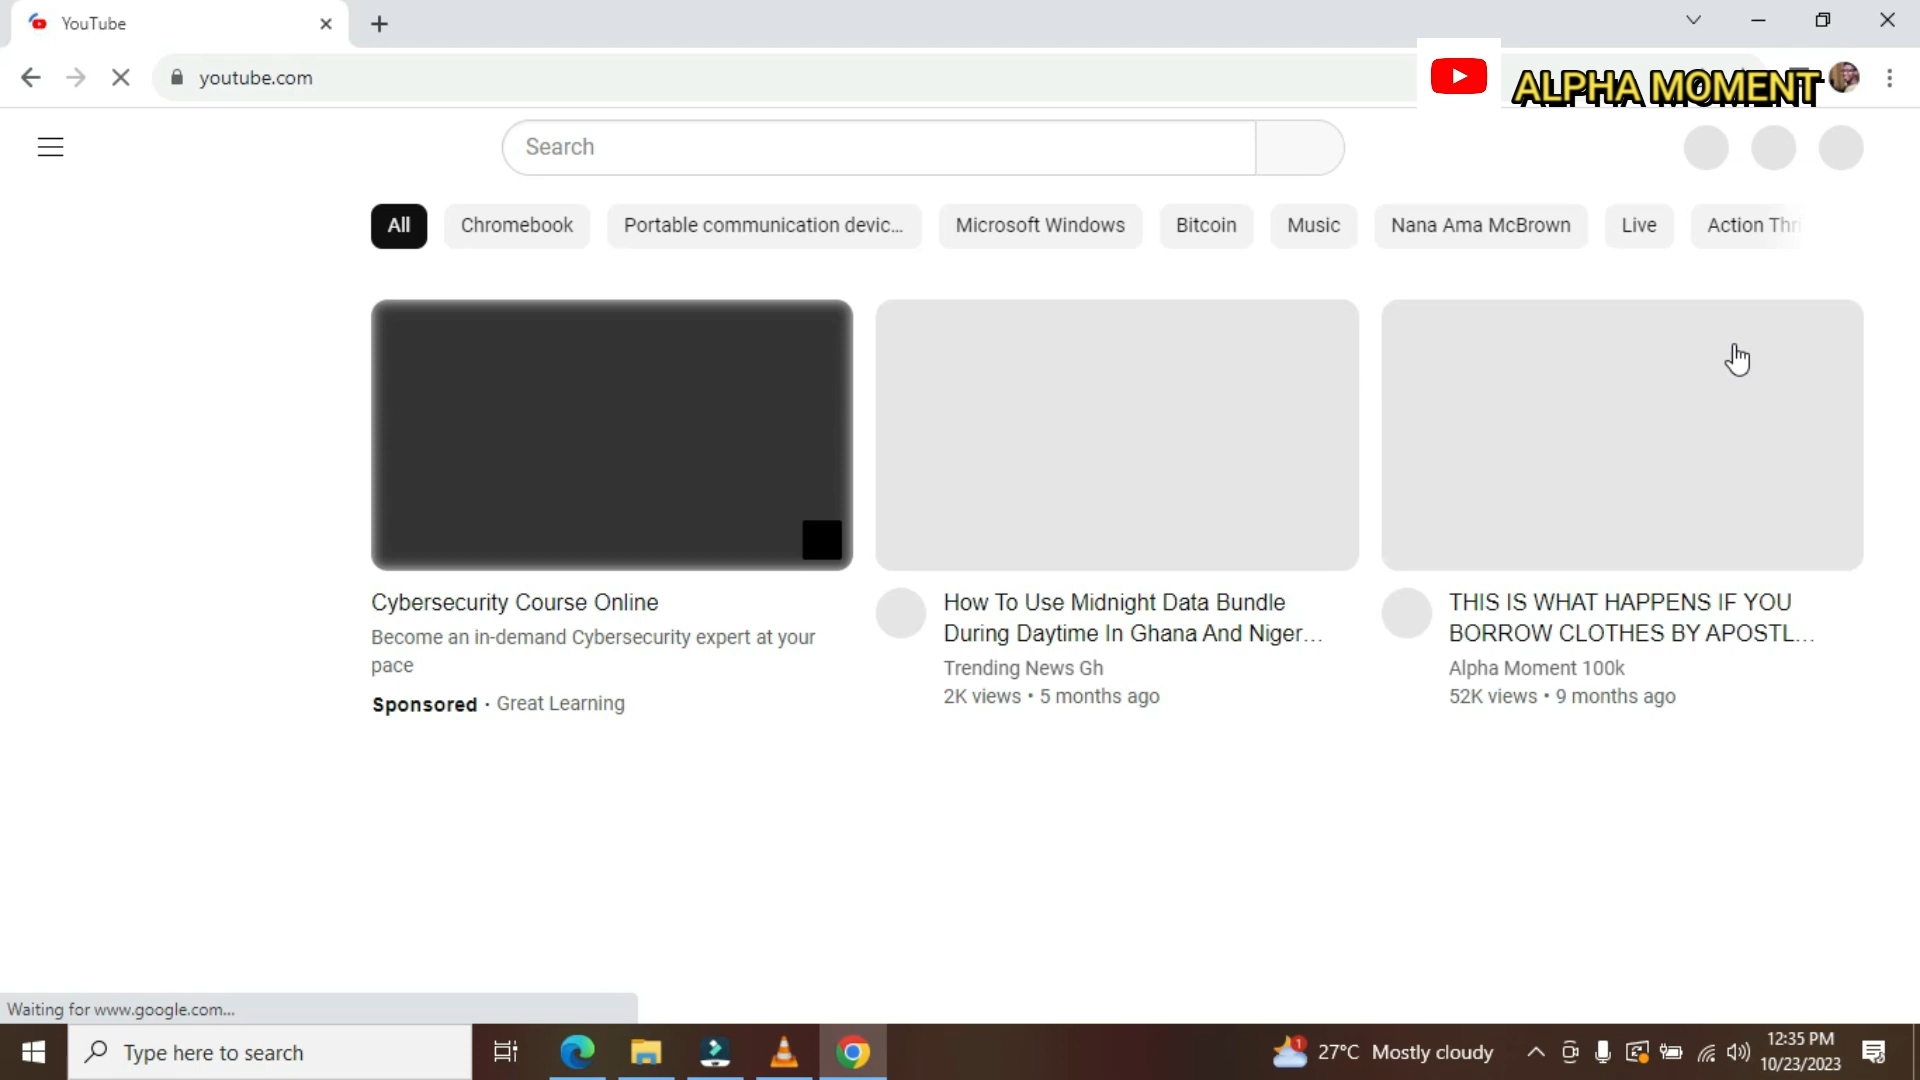 YouTube
youtube.com
ALPHA MOMENT
Search
All
Chromebook
Portable communication devic...
Microsoft Windows
Bitcoin
Music
Nana Ama McBrown
Live
Action Thri
Cybersecurity Course Online
Become an in-demand Cybersecurity expert at your
pace
Sponsored · Great Learning
How To Use Midnight Data Bundle
During Daytime In Ghana And Niger...
Trending News Gh
2K views • 5 months ago
THIS IS WHAT HAPPENS IF YOU
BORROW CLOTHES BY APOSTL...
Alpha Moment 100k
52K views • 9 months ago
Waiting for www.google.com...
Type here to search
1
27°C Mostly cloudy
12:35 PM
10/23/2023